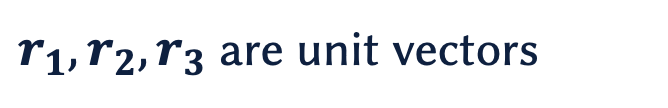 𝒓₁, 𝒓₂, 𝒓₃ are unit vectors